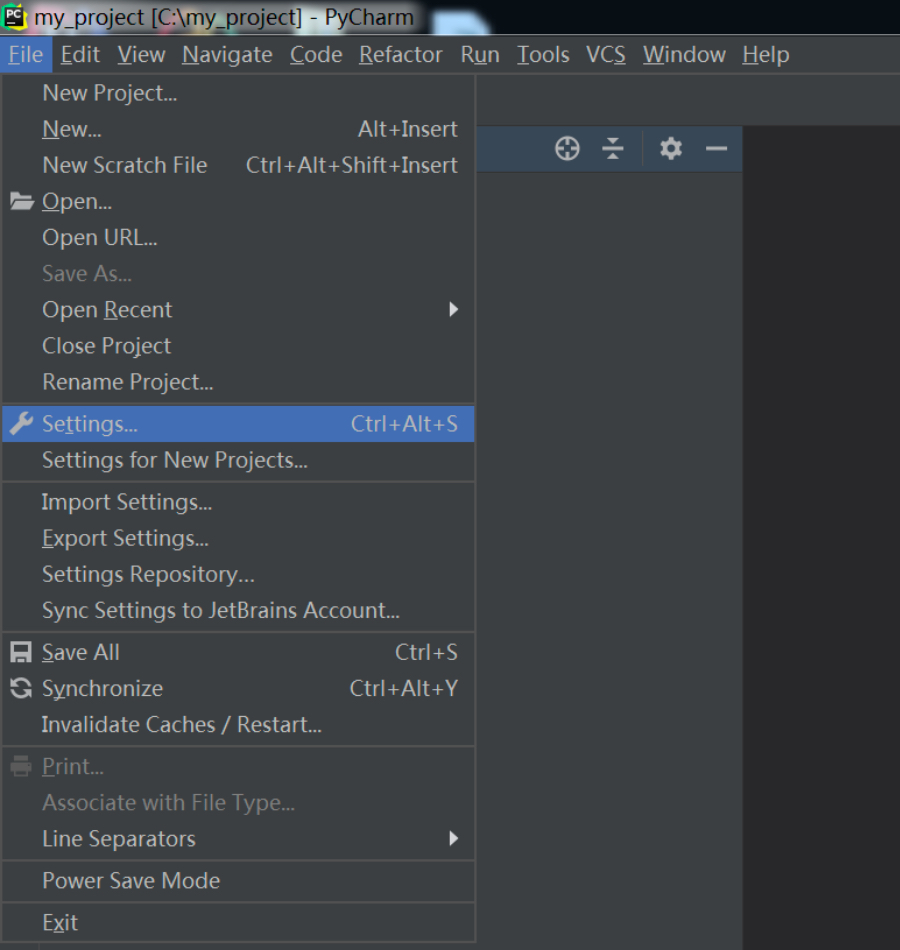 PC my_project [C:\my_project] - PyCharm
File Edit View Navigate Code Refactor Run Tools VCS Window Help
New Project...
New... Alt+Insert
New Scratch File Ctrl+Alt+Shift+Insert
Open...
Open URL...
Save As...
Open Recent
Close Project
Rename Project...
Settings... Ctrl+Alt+S
Settings for New Projects...
Import Settings...
Export Settings...
Settings Repository...
Sync Settings to JetBrains Account...
Save All Ctrl+S
Synchronize Ctrl+Alt+Y
Invalidate Caches / Restart...
Print...
Associate with File Type...
Line Separators
Power Save Mode
Exit